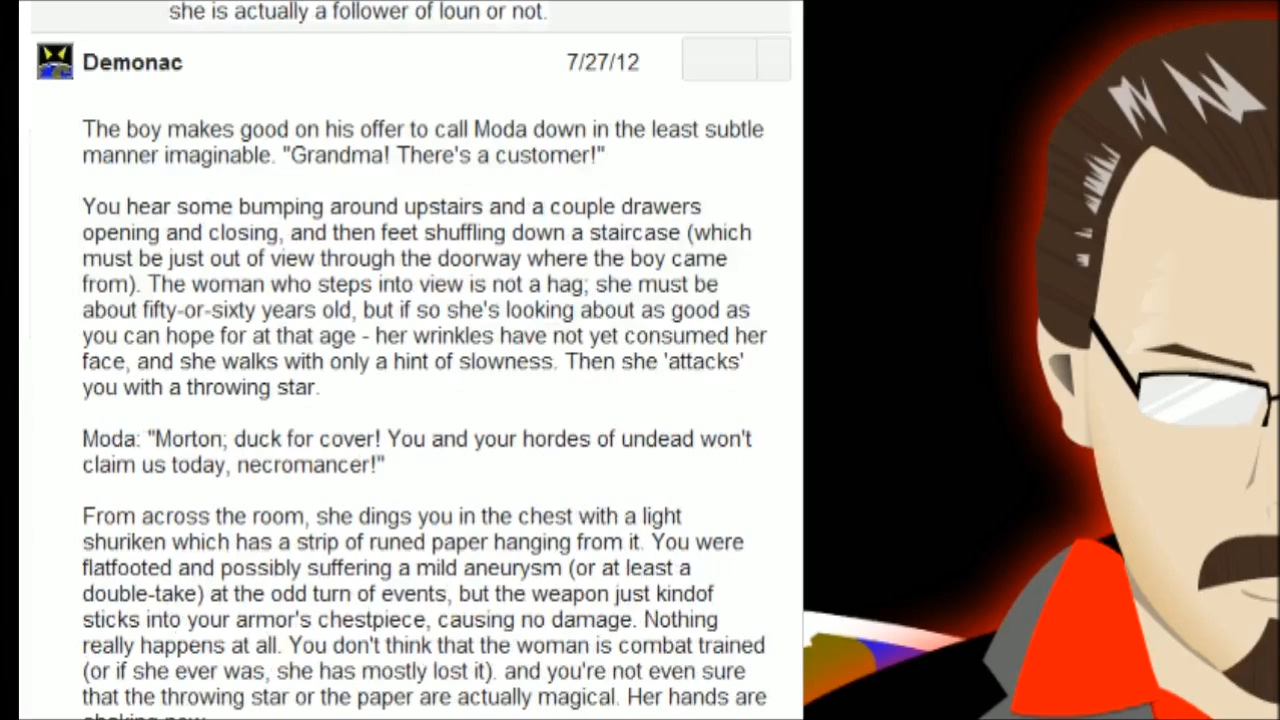 she is actually a follower of loun or not.
Demonac 7/27/12
The boy makes good on his offer to call Moda down in the least subtle
manner imaginable. "Grandma! There's a customer!"
You hear some bumping around upstairs and a couple drawers
opening and closing, and then feet shuffling down a staircase (which
must be just out of view through the doorway where the boy came
from). The woman who steps into view is not a hag; she must be
about fifty-or-sixty years old, but if so she's looking about as good as
you can hope for at that age - her wrinkles have not yet consumed her
face, and she walks with only a hint of slowness. Then she 'attacks'
you with a throwing star.
Moda: "Morton; duck for cover! You and your hordes of undead won't
claim us today, necromancer!"
From across the room, she dings you in the chest with a light
shuriken which has a strip of runed paper hanging from it. You were
flatfooted and possibly suffering a mild aneurysm (or at least a
double-take) at the odd turn of events, but the weapon just kindof
sticks into your armor's chestpiece, causing no damage. Nothing
really happens at all. You don't think that the woman is combat trained
(or if she ever was, she has mostly lost it). and you're not even sure
that the throwing star or the paper are actually magical. Her hands are
shaking now